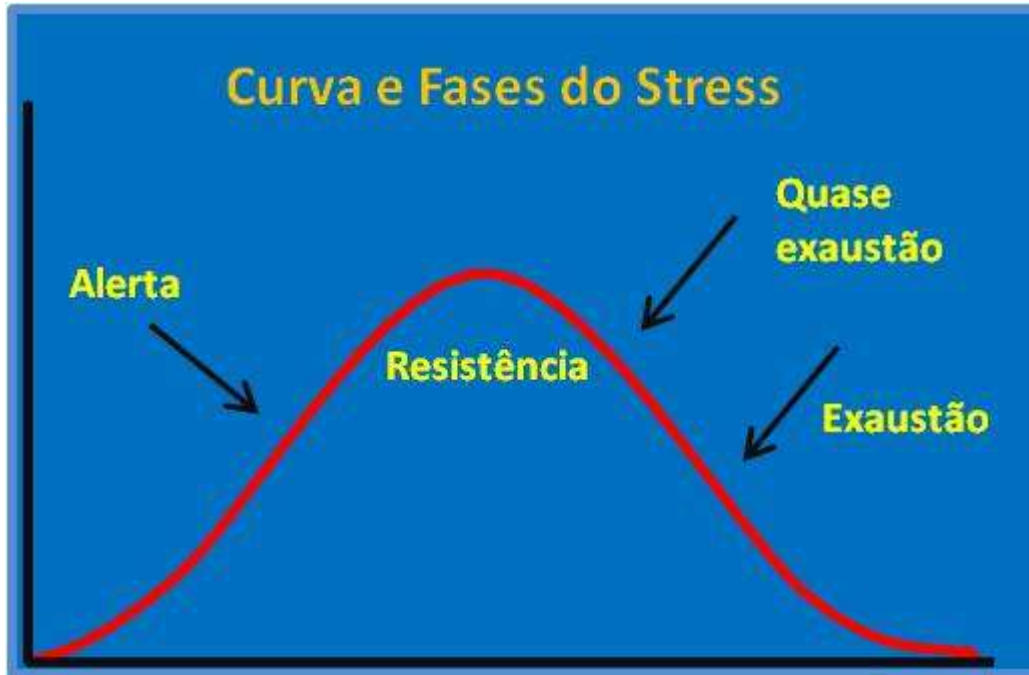 Curva e Fases do Stress
Quase
exaustão
Alerta
Resistência
Exaustão